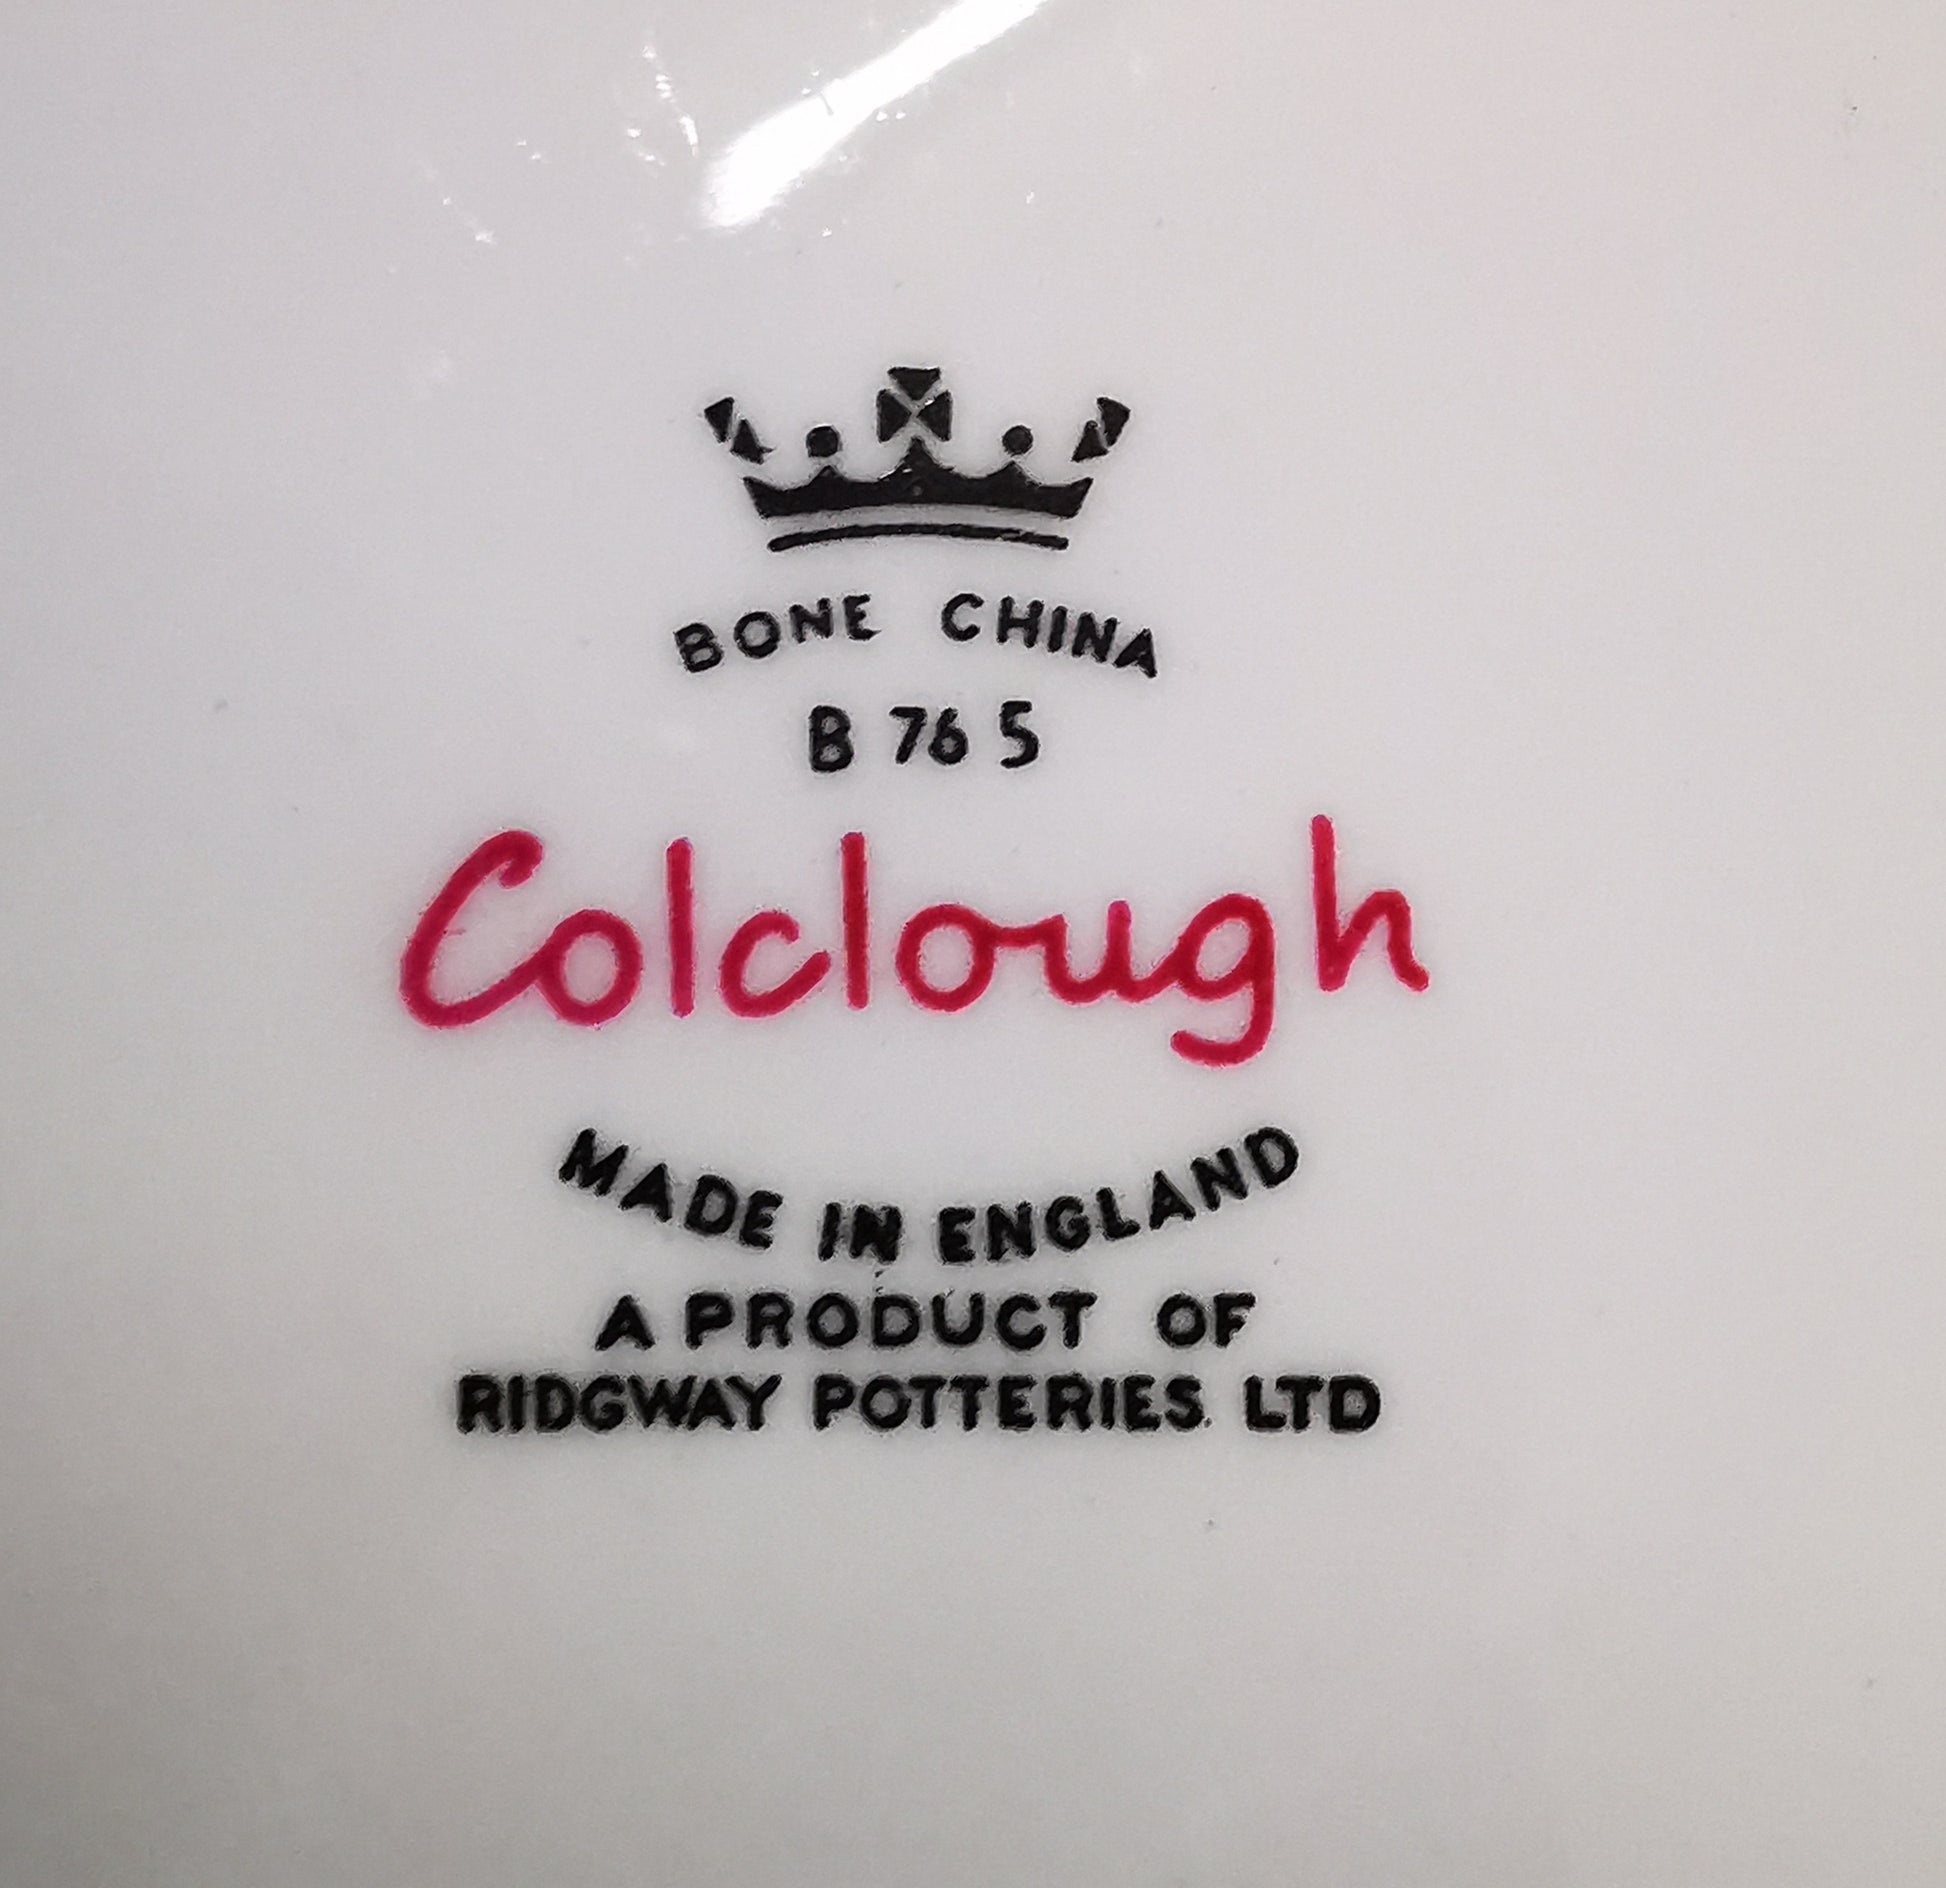 BONE CHINA
B 765
Colclough
MADE IN ENGLAND
A PRODUCT OF
RIDGWAY POTTERIES LTD